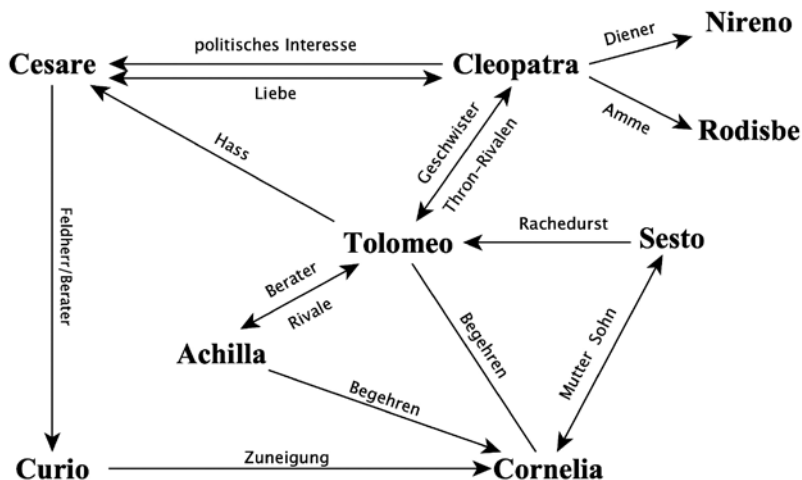 Nireno
politisches Interesse
Diener
Cesare
Cleopatra
Liebe
Amme
Rodisbe
Hass
Geschwister
Thron-Rivalen
Feldherr/Berater
Tolomeo
Rachedurst
Sesto
Berater
Rivale
Achilla
Begehren
Begehren
Mutter Sohn
Curio
Zuneigung
Cornelia